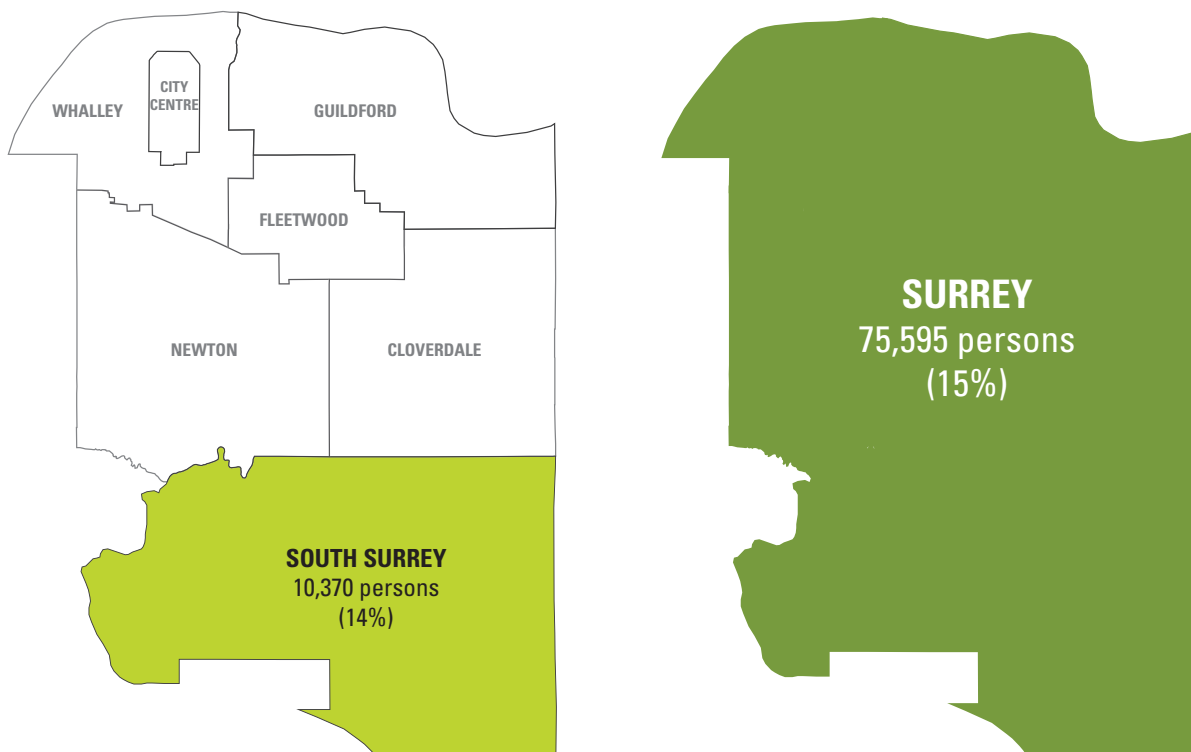 WHALLEY
CITY
CENTRE
GUILDFORD
FLEETWOOD
NEWTON
CLOVERDALE
SOUTH SURREY
10,370 persons
(14%)
SURREY
75,595 persons
(15%)